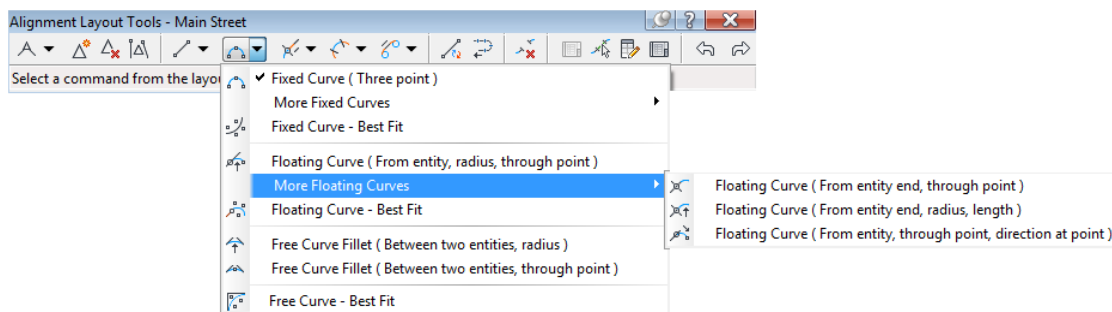 Alignment Layout Tools - Main Street
Select a command from the layou
Fixed Curve ( Three point )
More Fixed Curves
Fixed Curve - Best Fit
Floating Curve ( From entity, radius, through point )
More Floating Curves
Floating Curve - Best Fit
Free Curve Fillet ( Between two entities, radius )
Free Curve Fillet ( Between two entities, through point )
Free Curve - Best Fit
Floating Curve ( From entity end, through point )
Floating Curve ( From entity end, radius, length )
Floating Curve ( From entity, through point, direction at point )